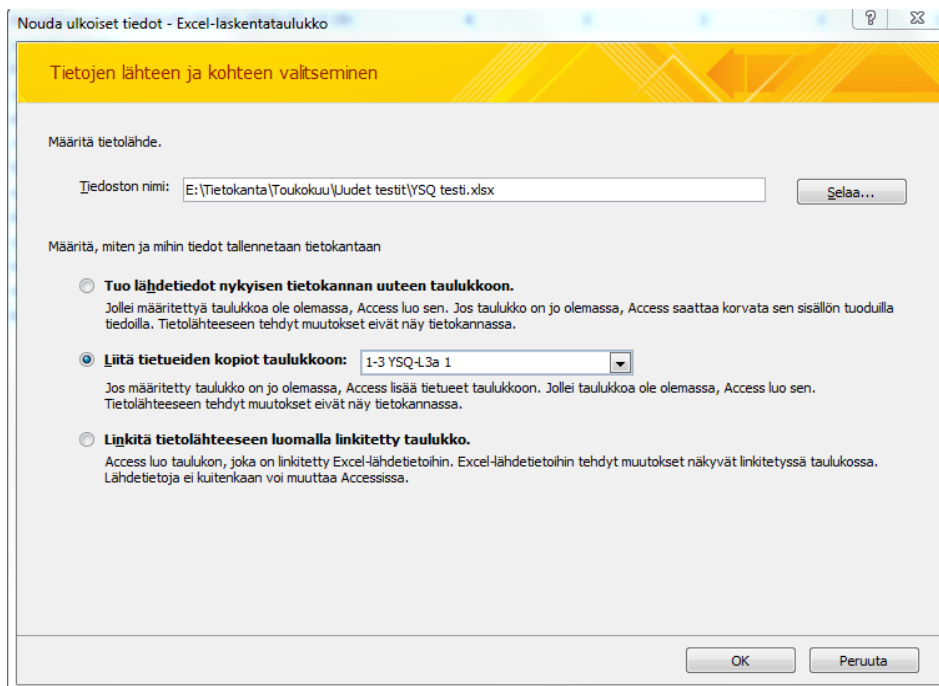 Nouda ulkoiset tiedot - Excel-laskentataulukko
Tietojen lähteen ja kohteen valitseminen
Määritä tietolähde.
Tiedoston nimi: E:\Tietokanta\Toukokuu\Uudet testit\YSQ testi.xlsx Selaa...
Määritä, miten ja mihin tiedot tallennetaan tietokantaan
Tuo lähdetiedot nykyisen tietokannan uuteen taulukkoon.
Jollei määritettyä taulukkoa ole olemassa, Access luo sen. Jos taulukko on jo olemassa, Access saattaa korvata sen sisällön tuoduilla
tiedoilla. Tietolähteeseen tehdyt muutokset eivät näy tietokannassa.
Liitä tietueiden kopiot taulukkoon: 1-3 YSQ-L3a 1
Jos määritetty taulukko on jo olemassa, Access lisää tietueet taulukkoon. Jollei taulukkoa ole olemassa, Access luo sen.
Tietolähteeseen tehdyt muutokset eivät näy tietokannassa.
Linkitä tietolähteeseen luomalla linkitetty taulukko.
Access luo taulukon, joka on linkitetty Excel-lähdetietoihin. Excel-lähdetietoihin tehdyt muutokset näkyvät linkitetyssä taulukossa.
Lähdetietoja ei kuitenkaan voi muuttaa Accessissa.
OK Peruuta